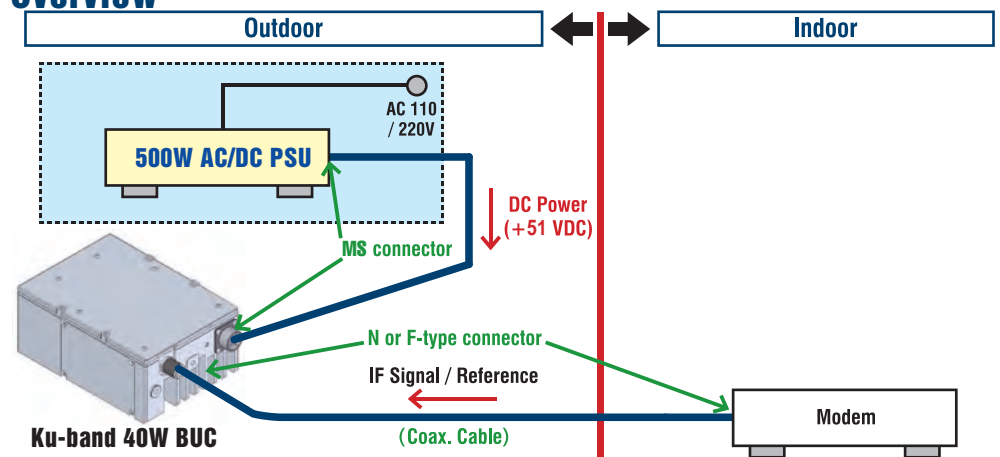 Overview
Outdoor
Indoor
AC 110
/ 220V
500W AC/DC PSU
DC Power
(+51 VDC)
MS connector
N or F-type connector
IF Signal / Reference
(Coax. Cable)
Modem
Ku-band 40W BUC